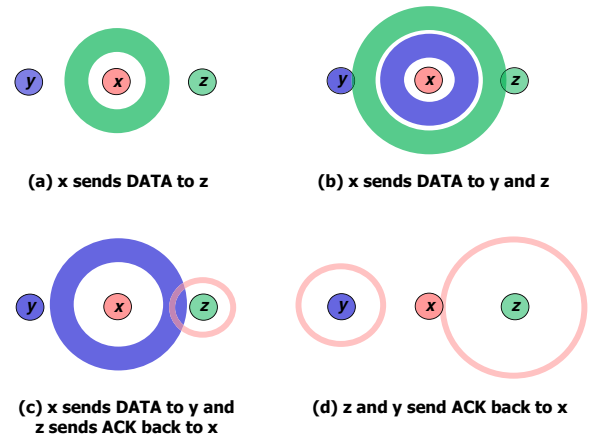 y x z
y x z
(a) x sends DATA to z
(b) x sends DATA to y and z
y x z
y x z
(c) x sends DATA to y and
z sends ACK back to x
(d) z and y send ACK back to x